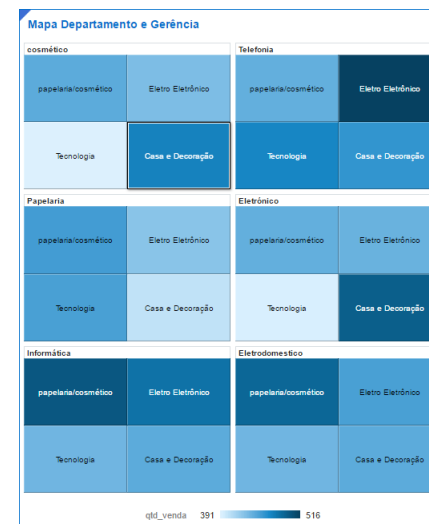 Mapa Departamento e Gerência
cosmético Telefonia
papelaria/cosmético Eletro Eletrônico papelaria/cosmético Eletro Eletrônico
Tecnologia Casa e Decoração Tecnologia Casa e Decoração
Papelaria Eletrônico
papelaria/cosmético Eletro Eletrônico papelaria/cosmético Eletro Eletrônico
Tecnologia Casa e Decoração Tecnologia Casa e Decoração
Informática Eletrodomestico
papelaria/cosmético Eletro Eletrônico papelaria/cosmético Eletro Eletrônico
Tecnologia Casa e Decoração Tecnologia Casa e Decoração
qtd_venda 391 516